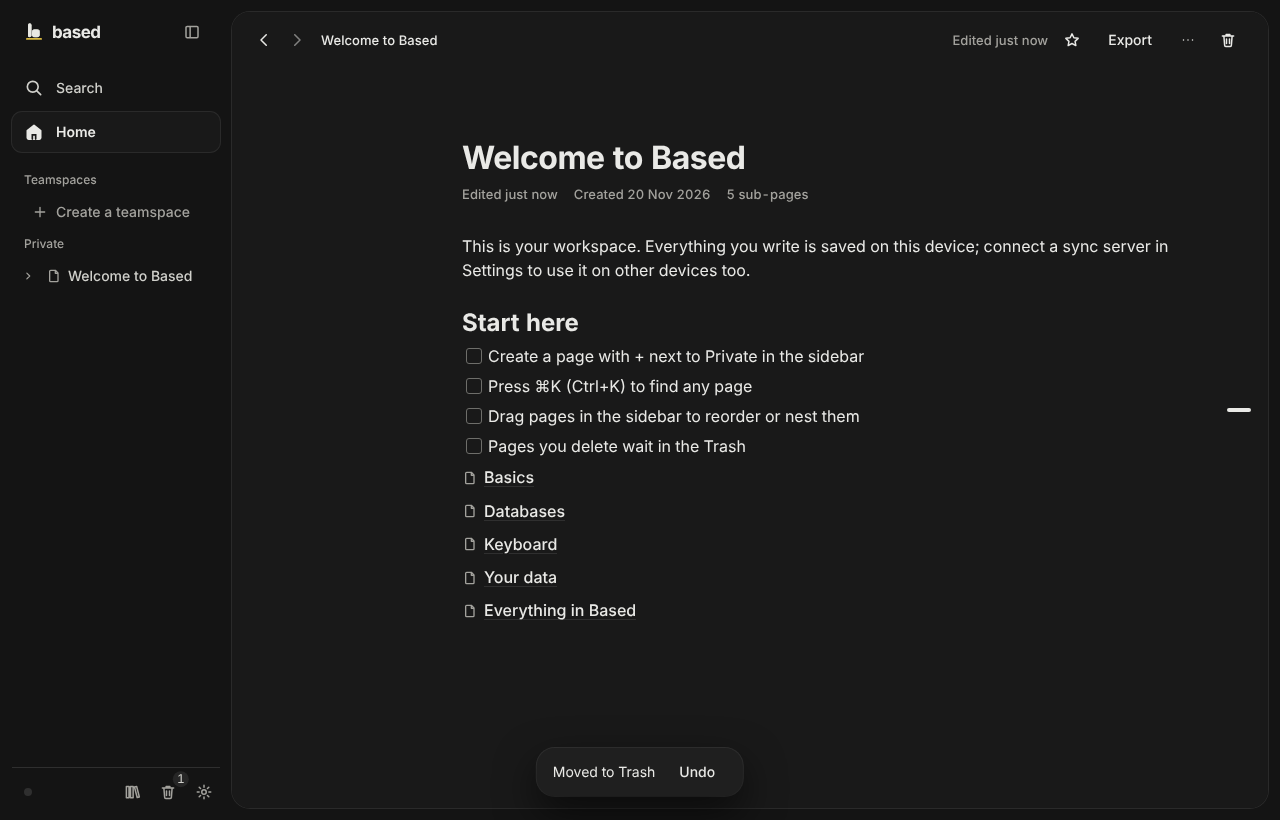 based
Search
Home
Teamspaces
Create a teamspace
Private
Welcome to Based
1
Welcome to Based
Edited just now
Export
Welcome to Based
Edited just now Created 20 Nov 2026 5 sub-pages
This is your workspace. Everything you write is saved on this device; connect a sync server in
Settings to use it on other devices too.
Start here
Create a page with + next to Private in the sidebar
Press ⌘K (Ctrl+K) to find any page
Drag pages in the sidebar to reorder or nest them
Pages you delete wait in the Trash
Basics
Databases
Keyboard
Your data
Everything in Based
Moved to Trash Undo